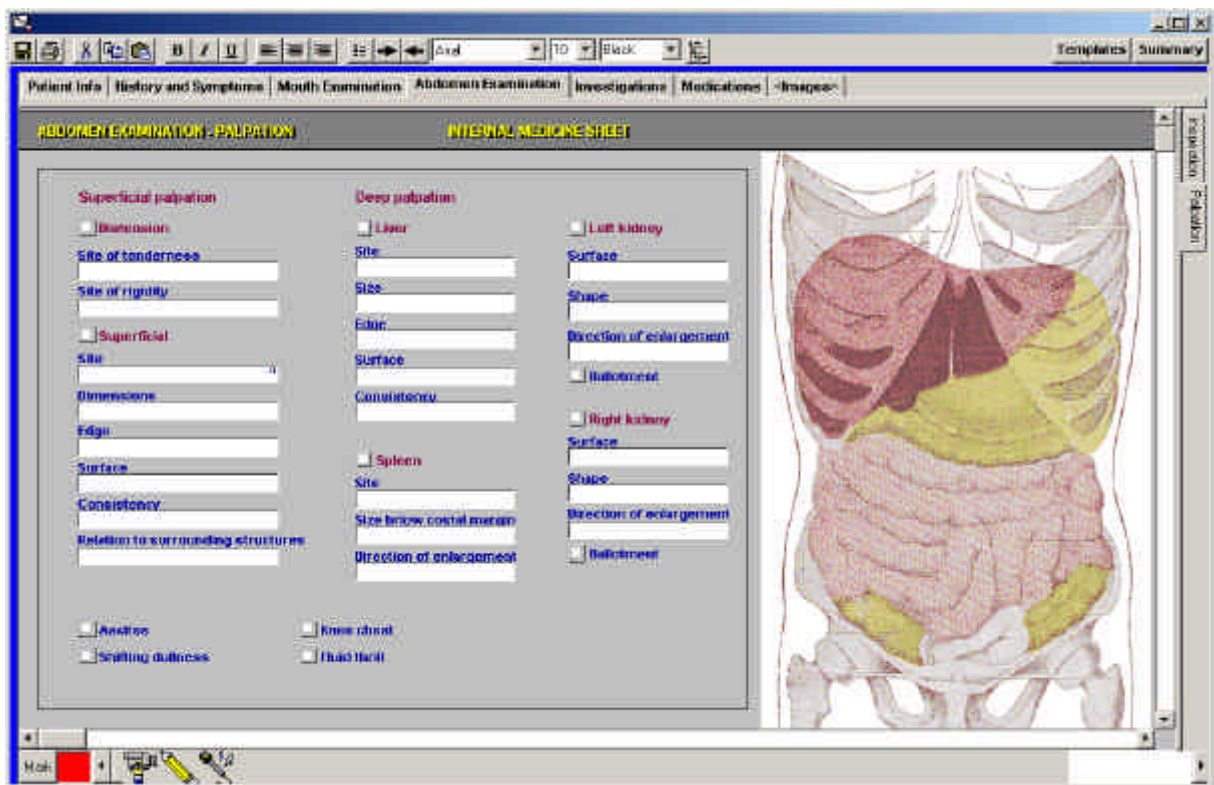 B I U Arial 10 Black Templates Summary
Patient Info History and Symptoms Mouth Examination Abdomen Examination Investigations Medications <Images>
ABDOMEN EXAMINATION - PALPATION INTERNAL MEDICINE SHEET
Inspection
Palpation
Superficial palpation
Distension
Site of tenderness
Site of rigidity
Superficial
Site
Dimensions
Edge
Surface
Consistency
Relation to surrounding structures
Deep palpation
Liver
Site
Size
Edge
Surface
Consistency
Spleen
Site
Size below costal margin
Direction of enlargement
Left kidney
Surface
Shape
Direction of enlargement
Ballotment
Right kidney
Surface
Shape
Direction of enlargement
Ballotment
Ascites
Knee chest
Shifting dullness
Fluid thrill